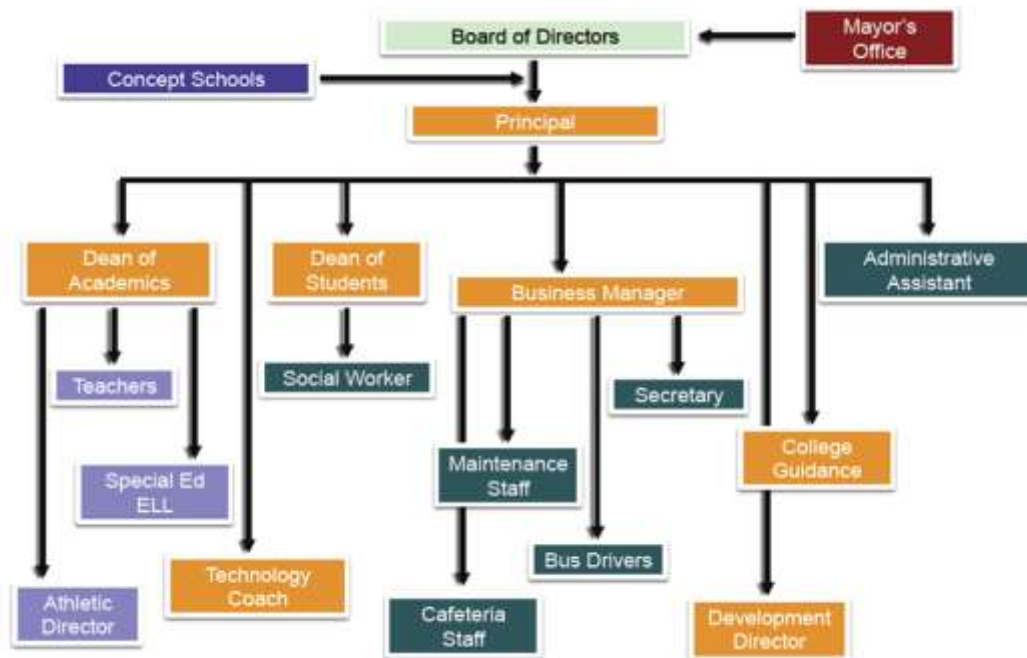 Board of Directors
Mayor's
Office
Concept Schools
Principal
Dean of
Academics
Dean of
Students
Business Manager
Administrative
Assistant
Teachers
Social Worker
Secretary
College
Guidance
Maintenance
Staff
Special Ed
ELL
Bus Drivers
Technology
Coach
Athletic
Director
Cafeteria
Staff
Development
Director